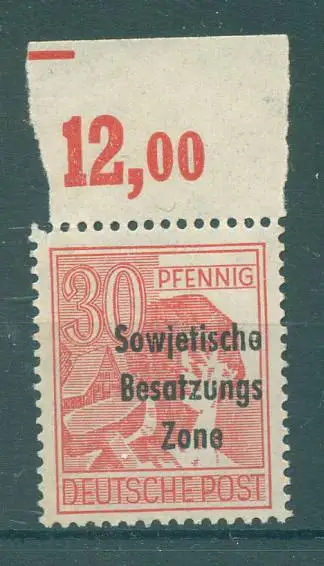 12,00
30 PFENNIG
Sowjetische
Besatzungs
Zone
DEUTSCHE POST